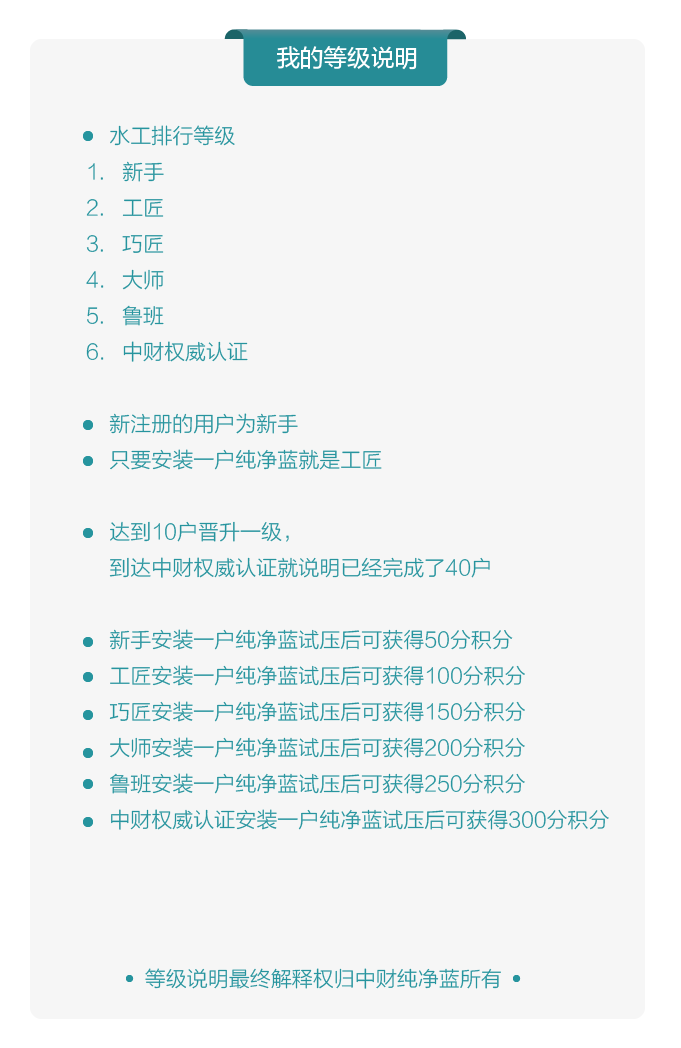 我的等级说明
● 水工排行等级
1. 新手
2. 工匠
3. 巧匠
4. 大师
5. 鲁班
6. 中财权威认证
● 新注册的用户为新手
● 只要安装一户纯净蓝就是工匠
● 达到10户晋升一级，
到达中财权威认证就说明已经完成了40户
● 新手安装一户纯净蓝试压后可获得50分积分
● 工匠安装一户纯净蓝试压后可获得100分积分
● 巧匠安装一户纯净蓝试压后可获得150分积分
● 大师安装一户纯净蓝试压后可获得200分积分
● 鲁班安装一户纯净蓝试压后可获得250分积分
● 中财权威认证安装一户纯净蓝试压后可获得300分积分
• 等级说明最终解释权归中财纯净蓝所有 •